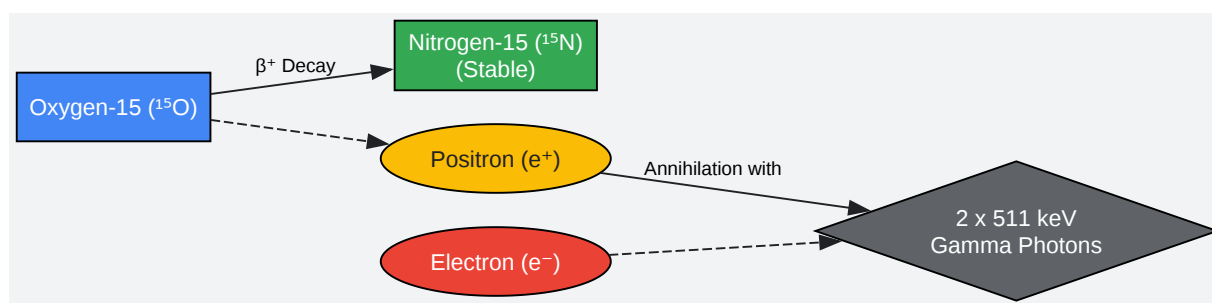 Nitrogen-15 (¹⁵N)
(Stable)
β⁺ Decay
Oxygen-15 (¹⁵O)
Positron (e⁺)
Annihilation with
2 x 511 keV
Gamma Photons
Electron (e⁻)